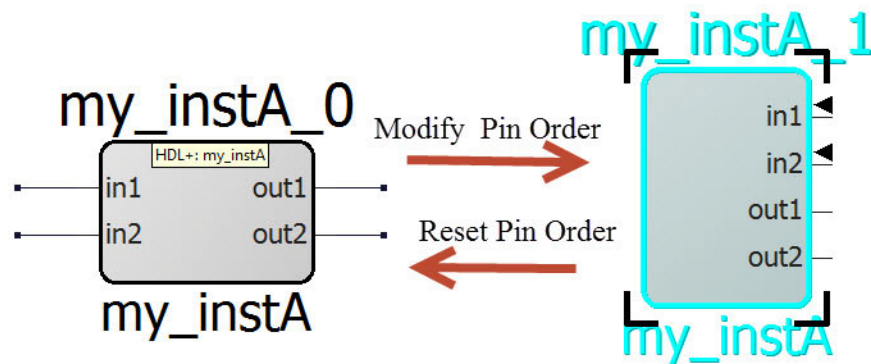 my_instA_0
HDL+: my_instA
in1 out1
in2 out2
my_instA
Modify Pin Order
Reset Pin Order
my_instA_1
in1
in2
out1
out2
my_instA